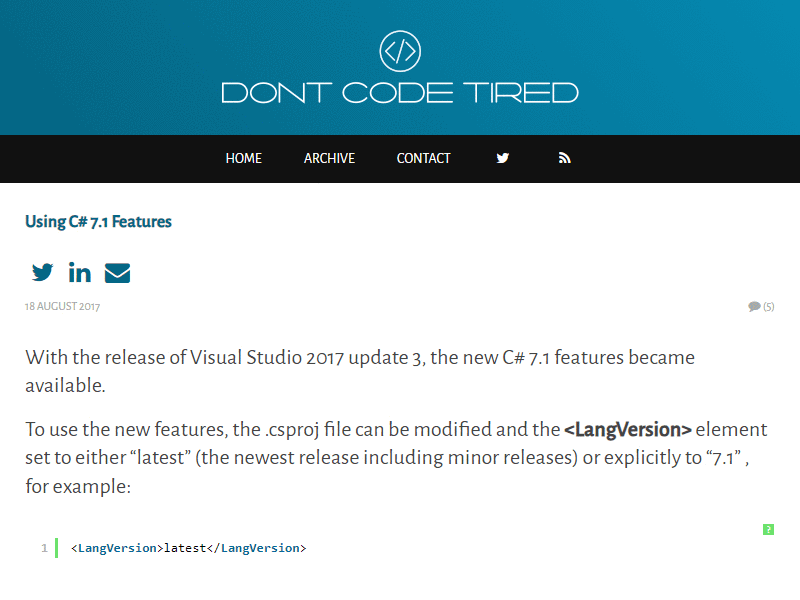 </>
DONT CODE TIRED
HOME ARCHIVE CONTACT
Using C# 7.1 Features
in
18 AUGUST 2017 (5)
With the release of Visual Studio 2017 update 3, the new C# 7.1 features became
available.
To use the new features, the .csproj file can be modified and the <LangVersion> element
set to either “latest” (the newest release including minor releases) or explicitly to “7.1” ,
for example:
?
1 <LangVersion>latest</LangVersion>